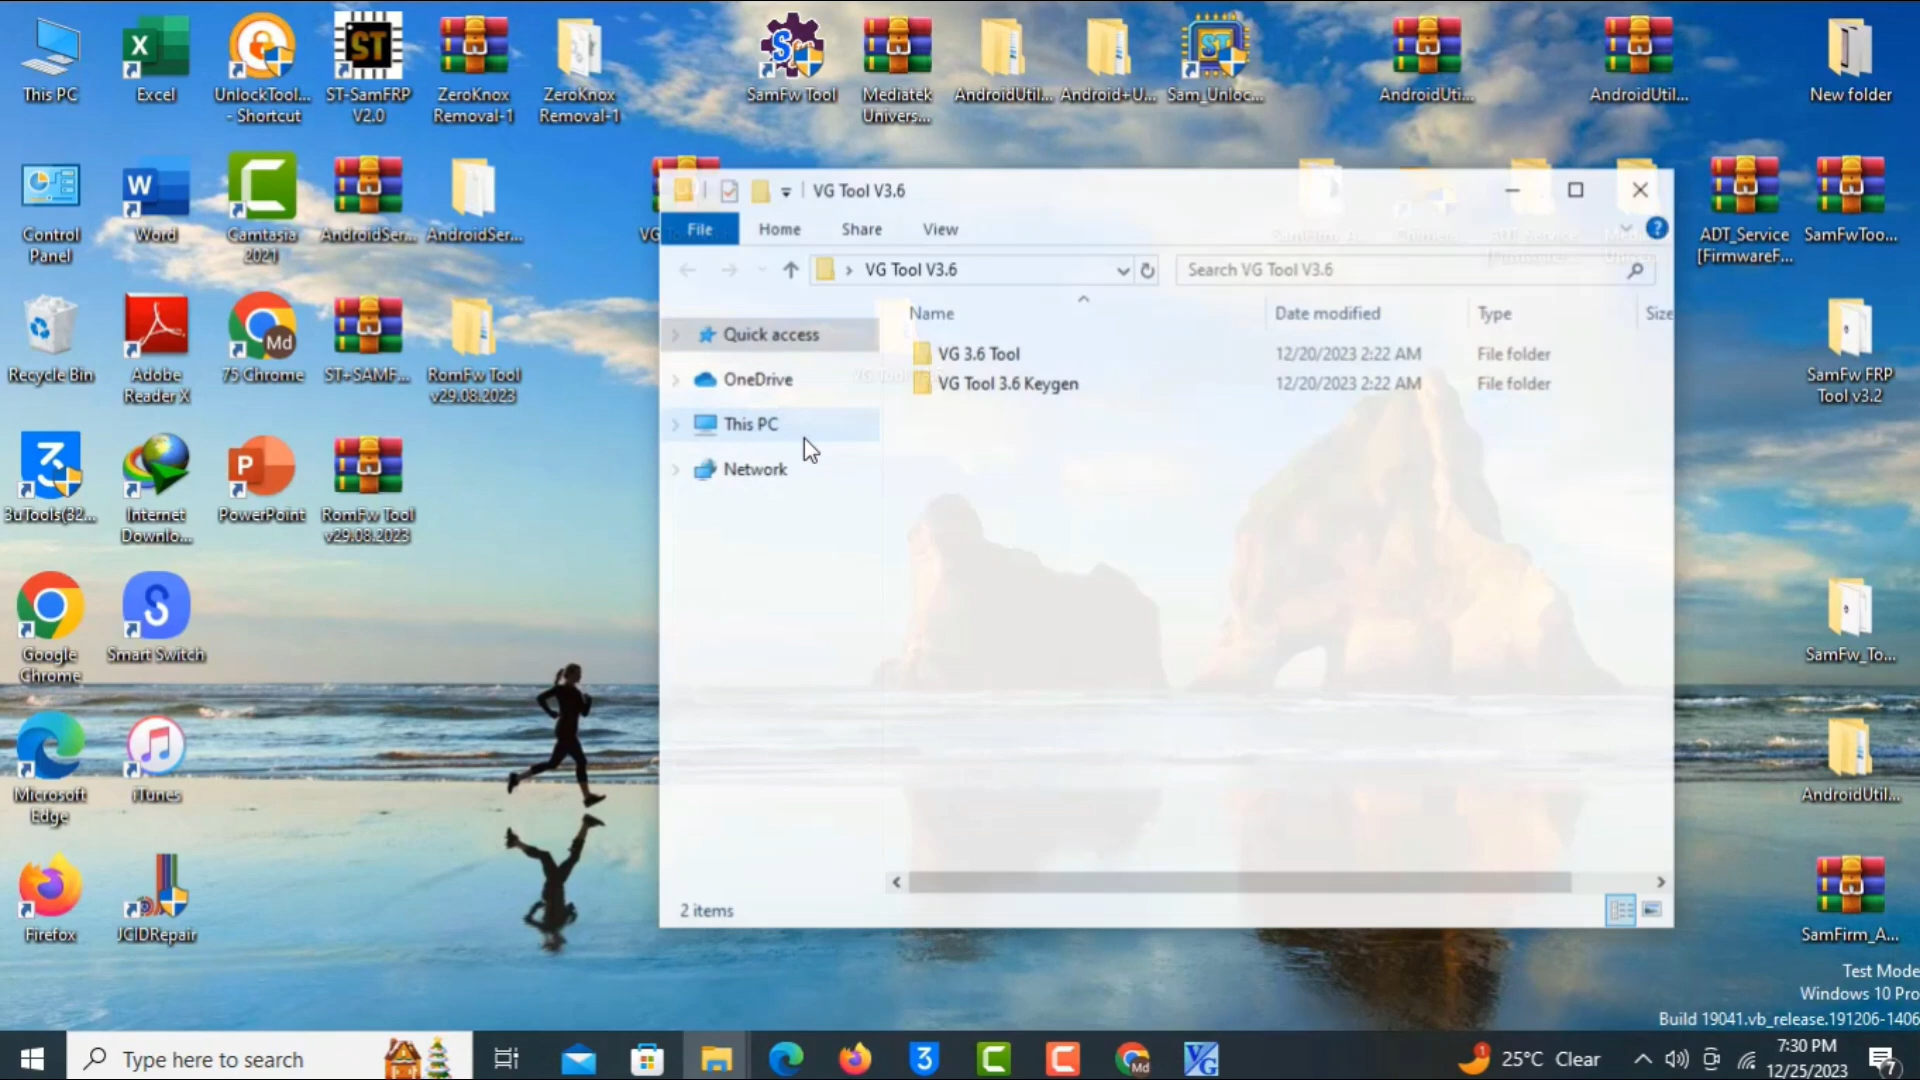 This PC
Excel
UnlockTool...
- Shortcut
ST-SamFRP
V2.0
ZeroKnox
Removal-1
ZeroKnox
Removal-1
SamFw Tool
Mediatek
Univers...
AndroidUtil...
Android+U...
Sam_Unloc...
AndroidUti...
AndroidUtil...
New folder
Control
Panel
Word
Camtasia
2021
AndroidSer...
AndroidSer...
ADT_Service
[FirmwareF...
SamFwToo...
Recycle Bin
Adobe
Reader X
75 Chrome
ST+SAMF...
RomFw Tool
v29.08.2023
SamFw FRP
Tool v3.2
3uTools(32...
Internet
Downlo...
PowerPoint
RomFw Tool
v29.08.2023
Google
Chrome
Smart Switch
SamFw_To...
Microsoft
Edge
iTunes
AndroidUtil...
Firefox
JCIDRepair
SamFirm_A...
VG Tool V3.6
File
Home
Share
View
VG Tool V3.6
Search VG Tool V3.6
Name
Date modified
Type
Size
Quick access
OneDrive
This PC
Network
VG 3.6 Tool
12/20/2023 2:22 AM
File folder
VG Tool 3.6 Keygen
12/20/2023 2:22 AM
File folder
2 items
Test Mode
Windows 10 Pro
Build 19041.vb_release.191206-1406
Type here to search
25°C Clear
7:30 PM
12/25/2023
7